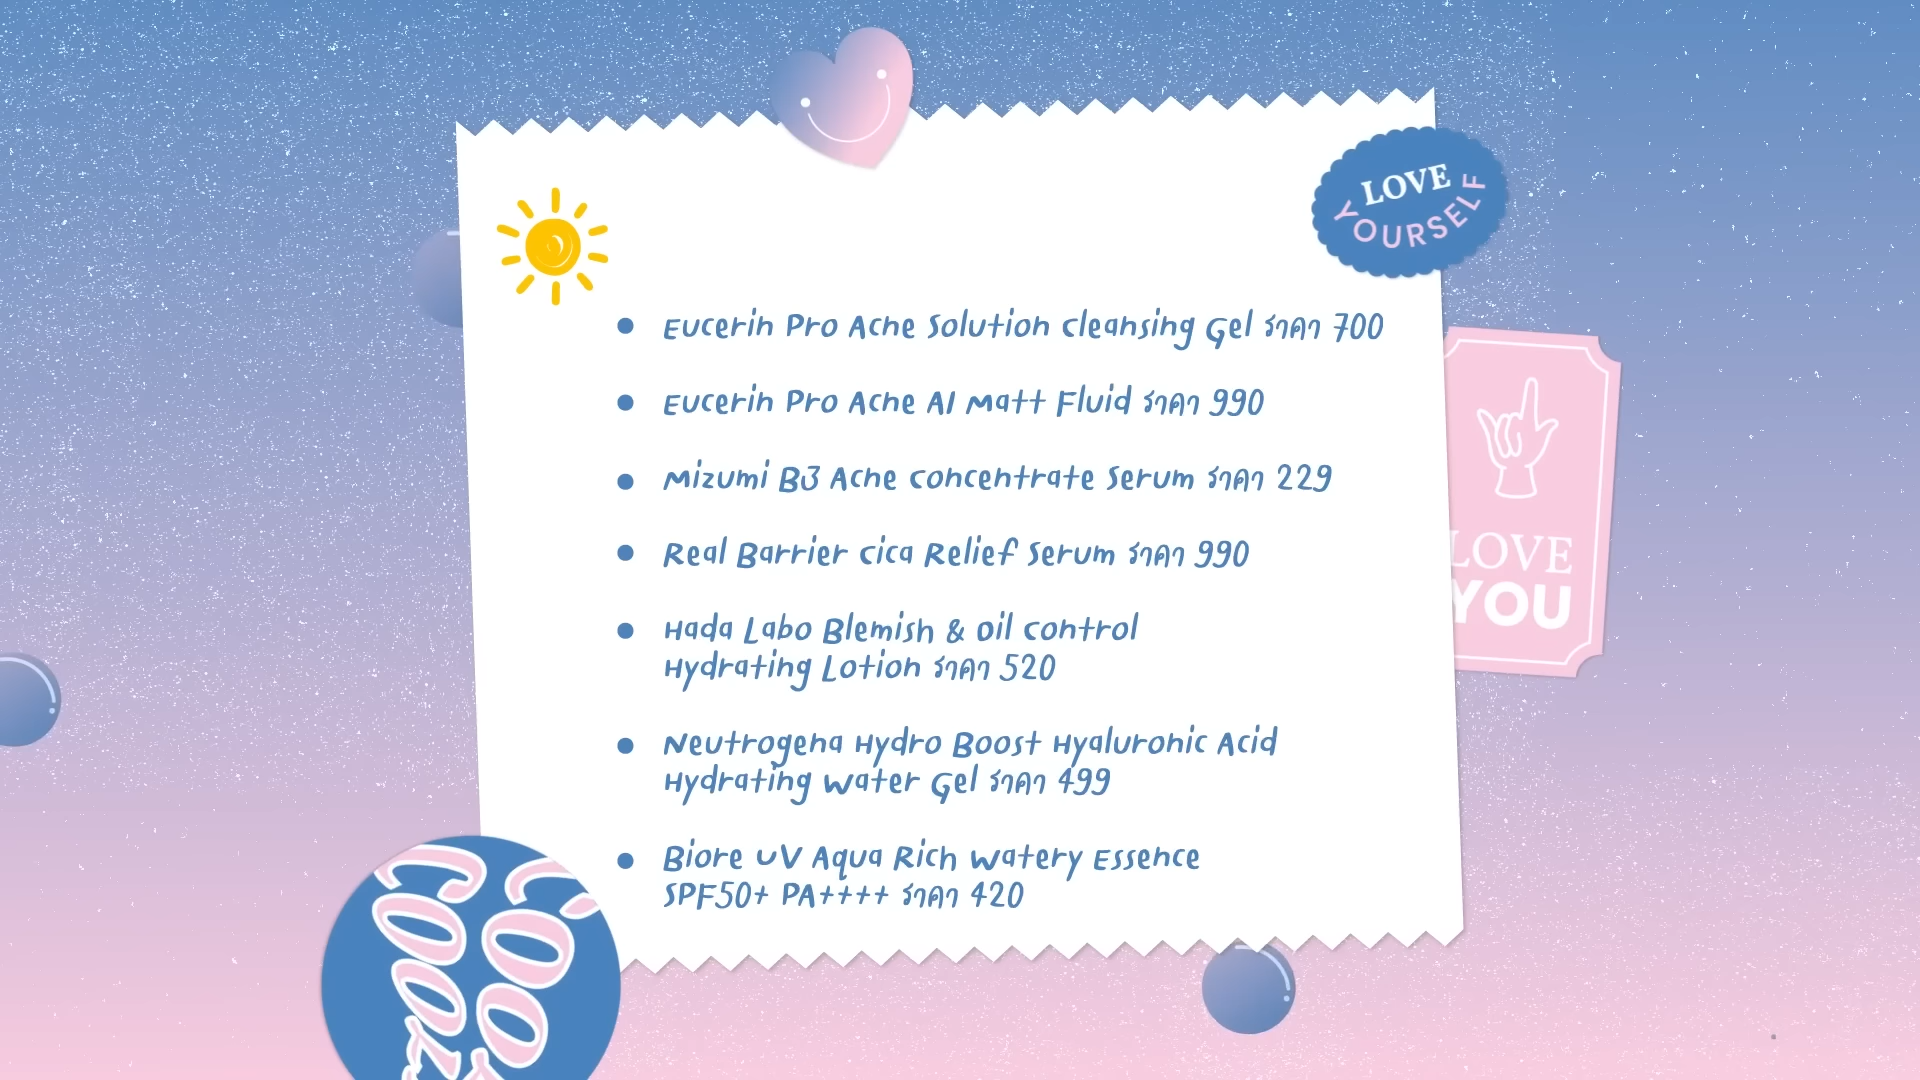 LOVE
YOURSELF
• Eucerin Pro Acne Solution Cleansing Gel ราคา 700
• Eucerin Pro Acne AI Matt Fluid ราคา 990
• Mizumi B3 Acne Concentrate Serum ราคา 229
• Real Barrier Cica Relief Serum ราคา 990
• Hada Labo Blemish & Oil Control
Hydrating Lotion ราคา 520
• Neutrogena Hydro Boost Hyaluronic Acid
Hydrating Water Gel ราคา 499
• Biore UV Aqua Rich Watery Essence
SPF50+ PA++++ ราคา 420
LOVE
YOU